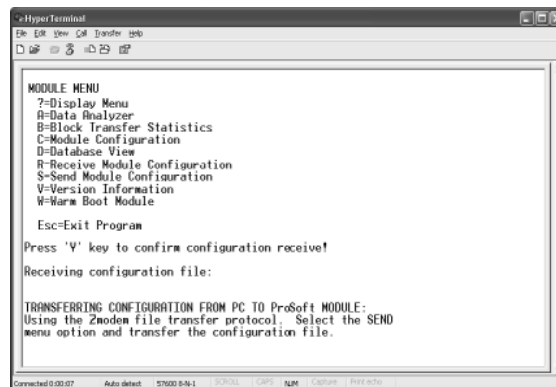 HyperTerminal
File Edit View Call Transfer Help
MODULE MENU
?=Display Menu
A=Data Analyzer
B=Block Transfer Statistics
C=Module Configuration
D=Database View
R=Receive Module Configuration
S=Send Module Configuration
V=Version Information
W=Warm Boot Module
Esc=Exit Program
Press 'Y' key to confirm configuration receive!
Receiving configuration file:
TRANSFERRING CONFIGURATION FROM PC TO ProSoft MODULE:
Using the Zmodem file transfer protocol. Select the SEND
menu option and transfer the configuration file.
Connected 0:00:07 Auto detect 57600 8-N-1 SCROLL CAPS NUM Capture Print echo